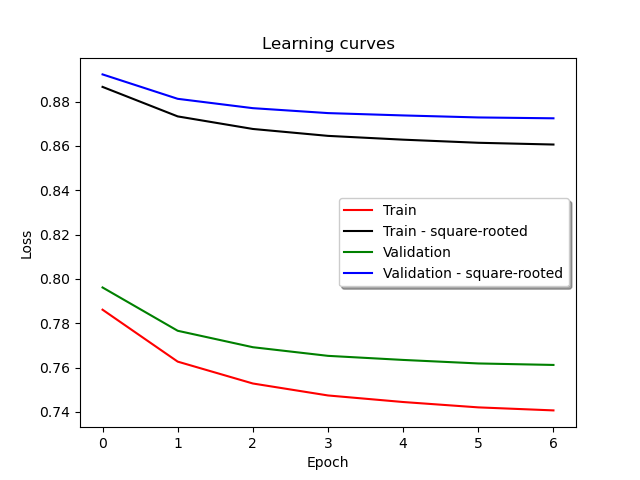 Learning curves
0.88
0.86
0.84
0.82
0.80
0.78
0.76
0.74
Loss
Train
Train - square-rooted
Validation
Validation - square-rooted
0 1 2 3 4 5 6
Epoch